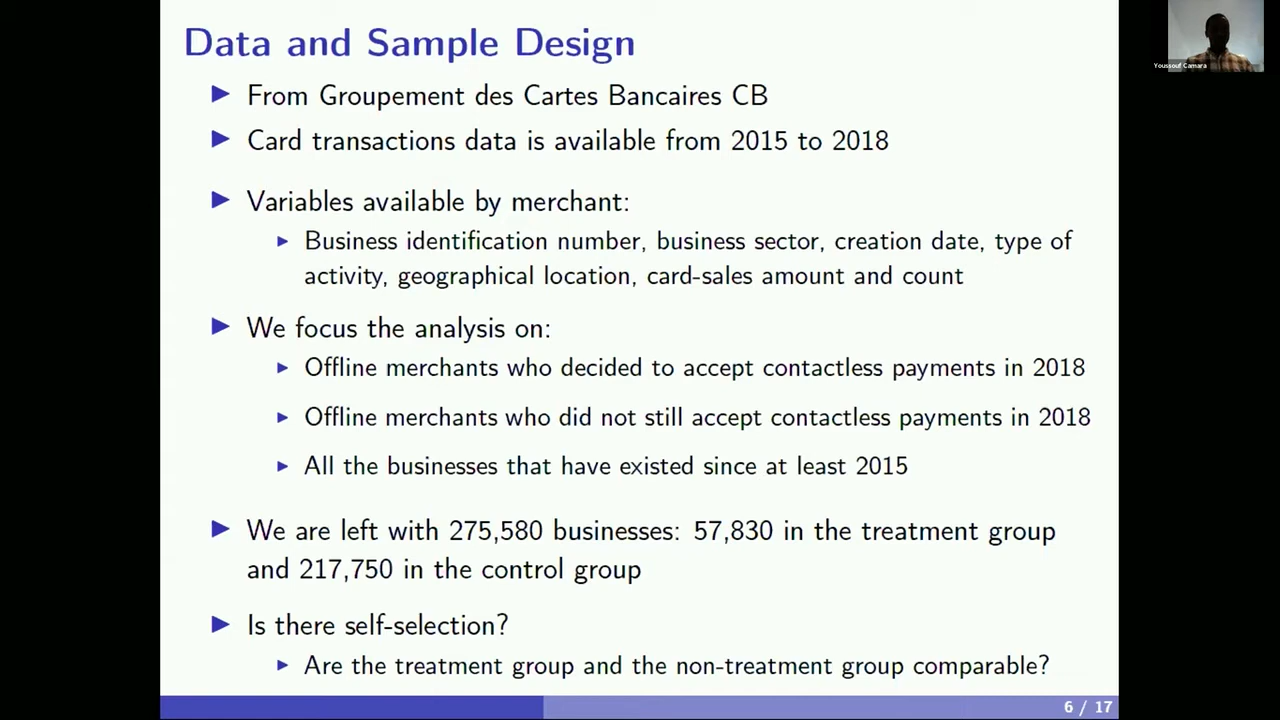 Data and Sample Design
From Groupement des Cartes Bancaires CB
Card transactions data is available from 2015 to 2018
Variables available by merchant:
Business identification number, business sector, creation date, type of
activity, geographical location, card-sales amount and count
We focus the analysis on:
Offline merchants who decided to accept contactless payments in 2018
Offline merchants who did not still accept contactless payments in 2018
All the businesses that have existed since at least 2015
We are left with 275,580 businesses: 57,830 in the treatment group
and 217,750 in the control group
Is there self-selection?
Are the treatment group and the non-treatment group comparable?
6 / 17
Youssouf Camara